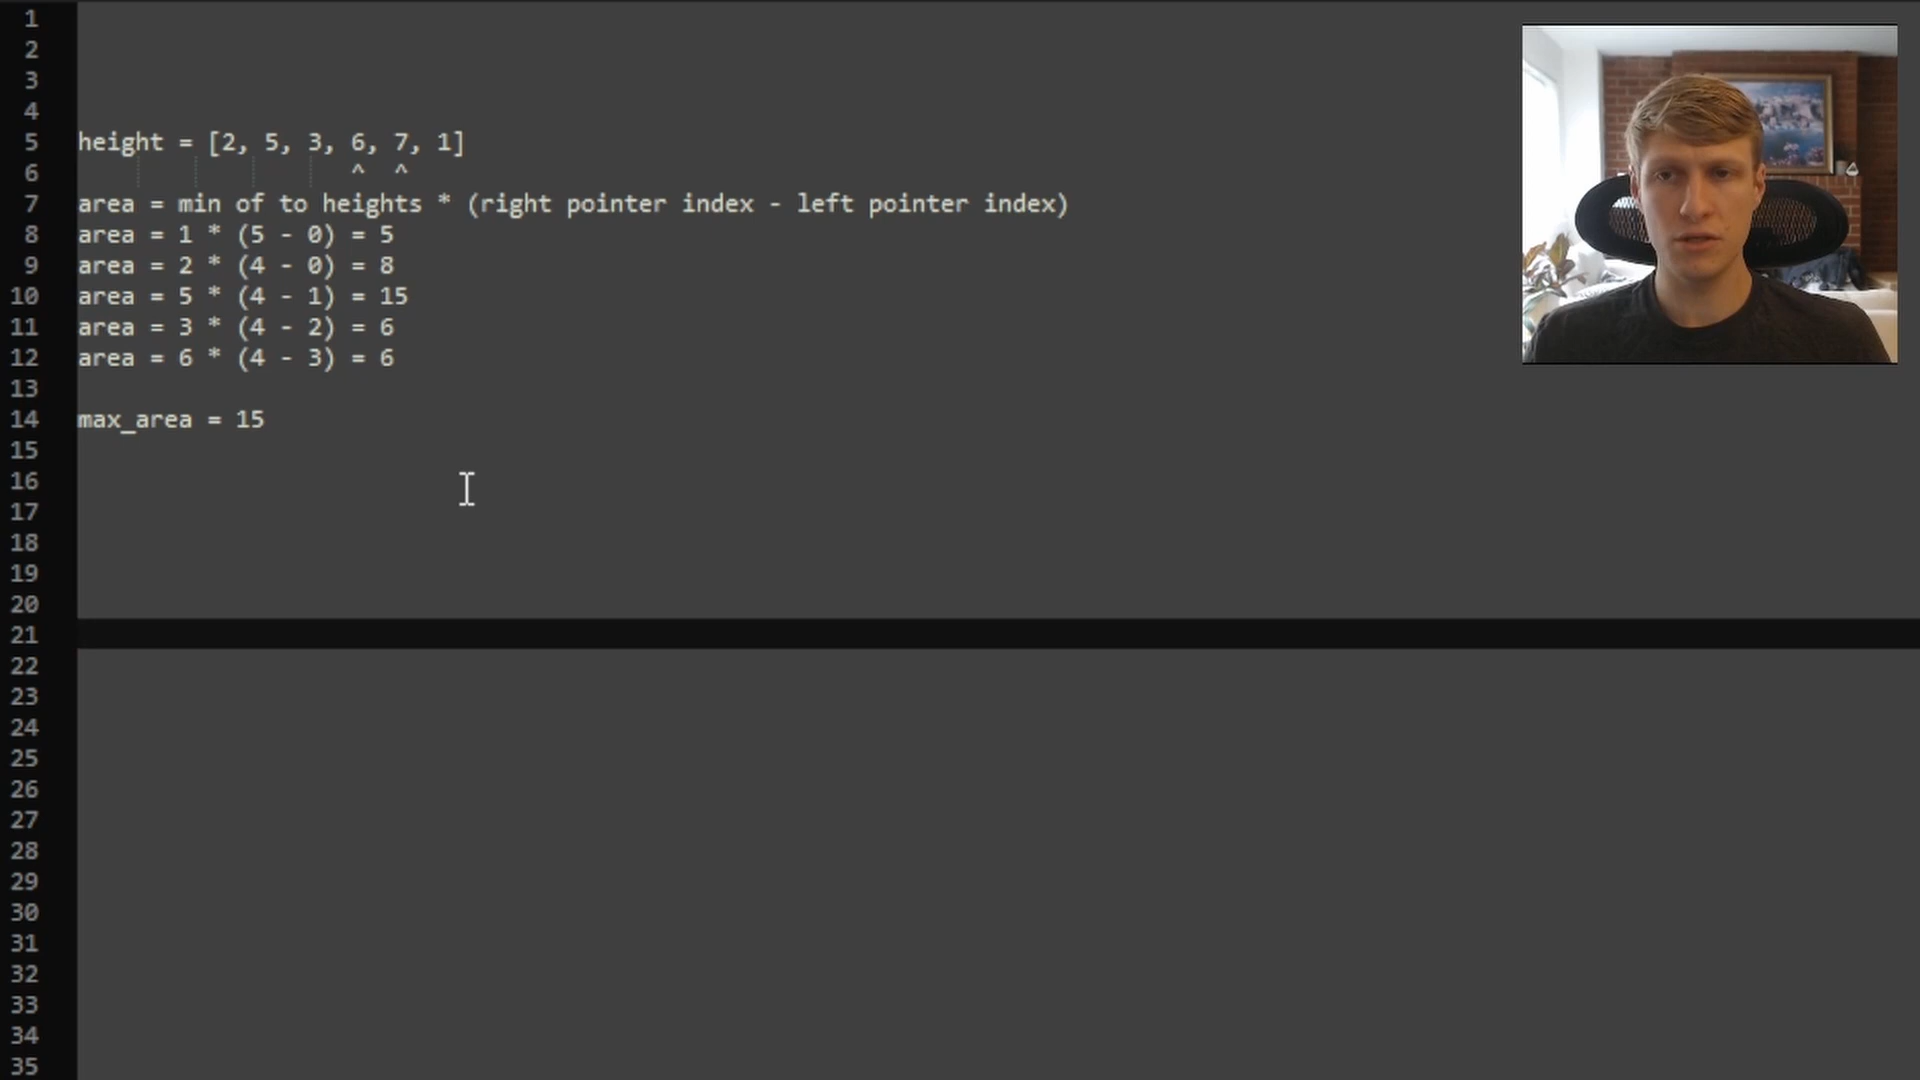 1
2
3
4
5 height = [2, 5, 3, 6, 7, 1]
6 ^ ^
7 area = min of to heights * (right pointer index - left pointer index)
8 area = 1 * (5 - 0) = 5
9 area = 2 * (4 - 0) = 8
10 area = 5 * (4 - 1) = 15
11 area = 3 * (4 - 2) = 6
12 area = 6 * (4 - 3) = 6
13
14 max_area = 15
15
16
17
18
19
20
21
22
23
24
25
26
27
28
29
30
31
32
33
34
35